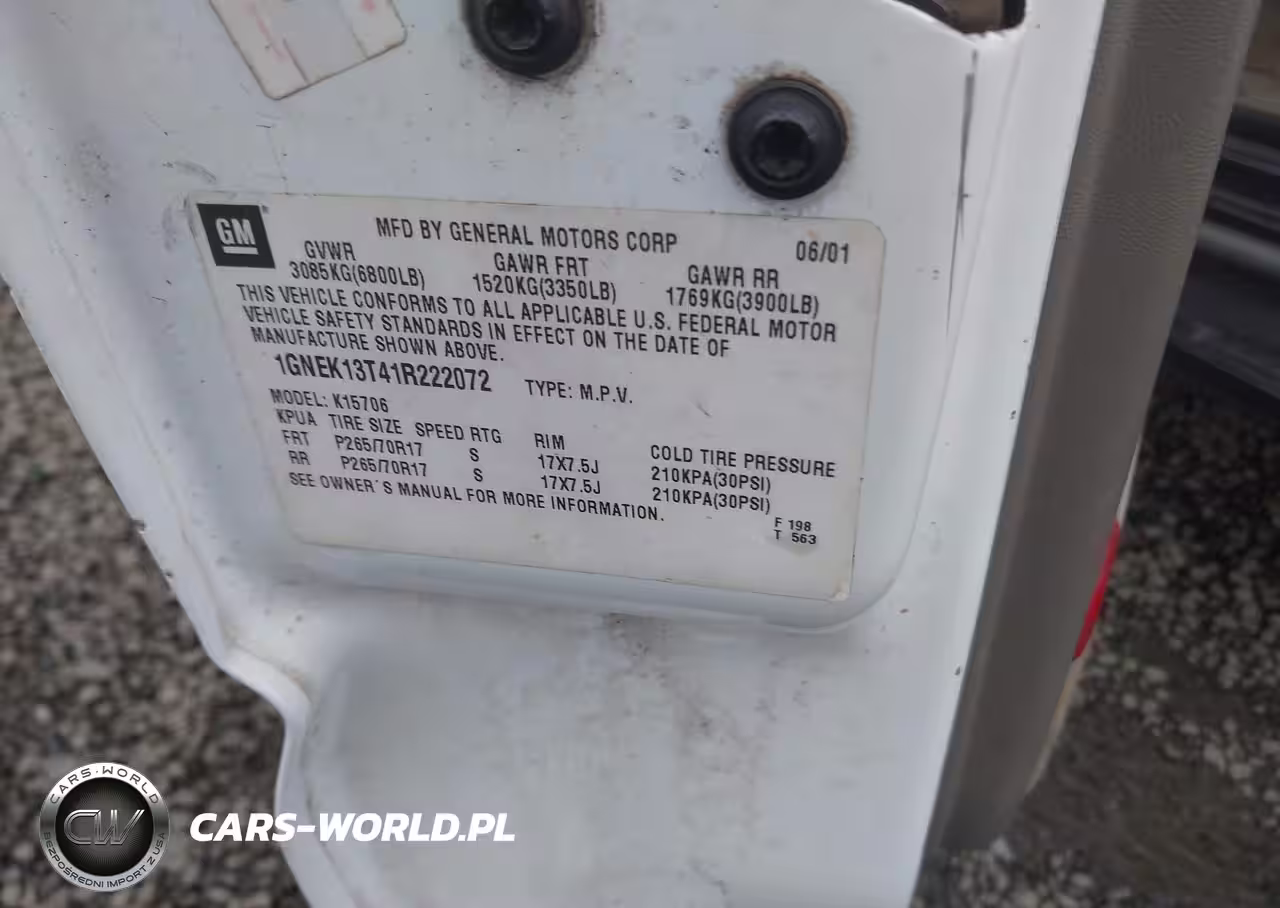 GM
MFD BY GENERAL MOTORS CORP 06/01
GVWR GAWR FRT GAWR RR
3085KG(6800LB) 1520KG(3350LB) 1769KG(3900LB)
THIS VEHICLE CONFORMS TO ALL APPLICABLE U.S. FEDERAL MOTOR
VEHICLE SAFETY STANDARDS IN EFFECT ON THE DATE OF
MANUFACTURE SHOWN ABOVE.
1GNEK13T41R222072 TYPE: M.P.V.
MODEL: K15706
KPUA TIRE SIZE SPEED RTG RIM COLD TIRE PRESSURE
FRT P265/70R17 S 17X7.5J 210KPA(30PSI)
RR P265/70R17 S 17X7.5J 210KPA(30PSI)
SEE OWNER'S MANUAL FOR MORE INFORMATION.
F 198
T 563
CARS-WORLD
CW
BEZPOŚREDNI IMPORT Z USA
CARS-WORLD.PL